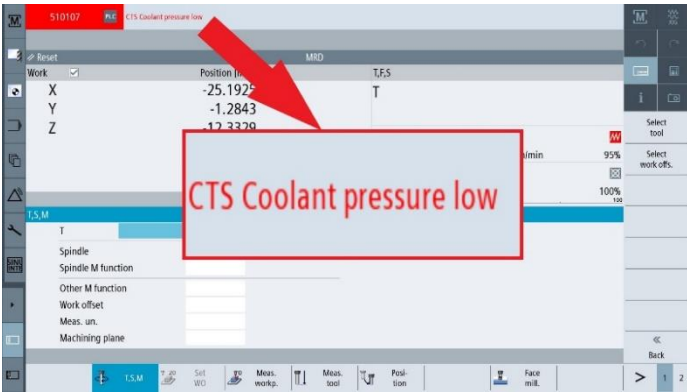 510107 PLC CTS Coolant pressure low
M
Reset
MRD
Work
Position [m
T,F,S
X -25.1925
T
Y -1.2843
Z -12.3329
Select
tool
/min 95%
Select
work offs.
100%
CTS Coolant pressure low
T,S,M
T
Spindle
Spindle M function
Other M function
Work offset
Meas. un.
Machining plane
Back
T,S,M
Set
WO
Meas.
workp.
Meas.
tool
Posi-
tion
Face
mill.
> 1 2